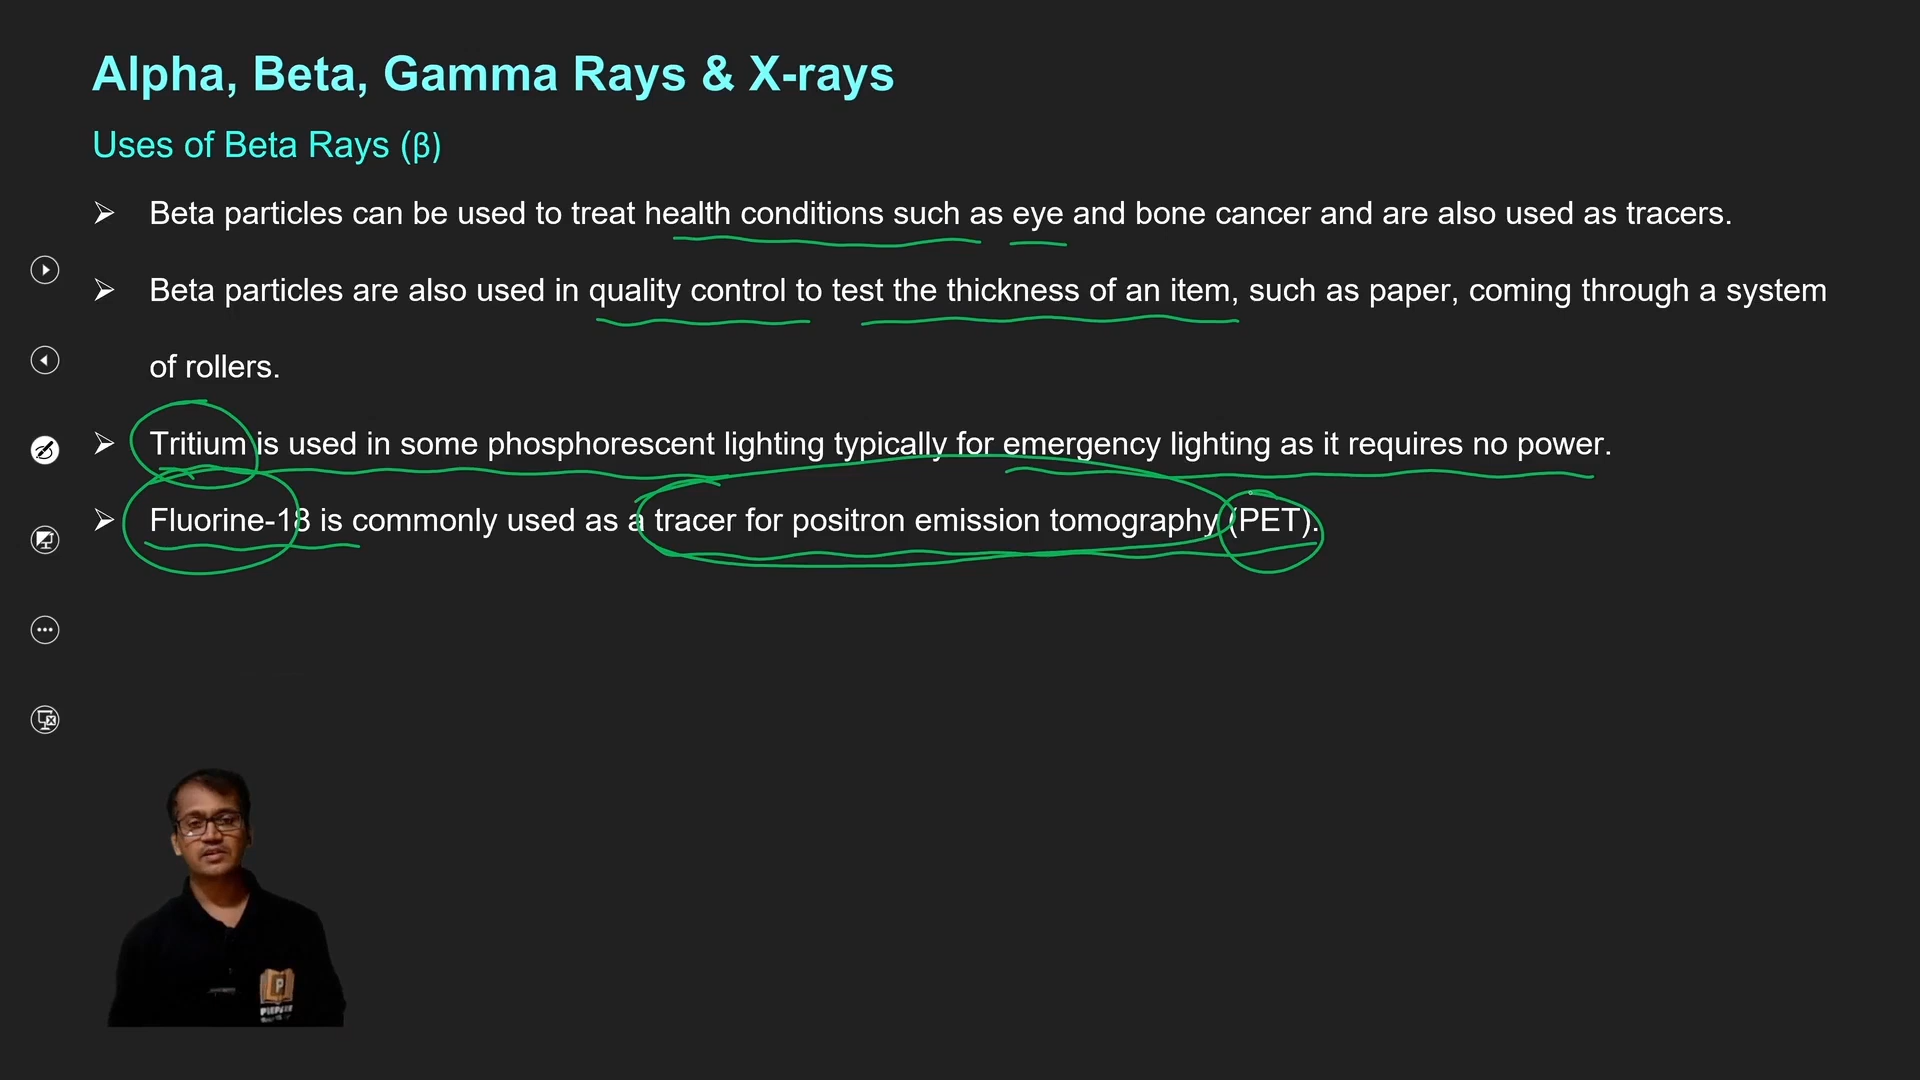 Alpha, Beta, Gamma Rays & X-rays
Uses of Beta Rays (β)
➢ Beta particles can be used to treat health conditions such as eye and bone cancer and are also used as tracers.
➢ Beta particles are also used in quality control to test the thickness of an item, such as paper, coming through a system
of rollers.
➢ Tritium is used in some phosphorescent lighting typically for emergency lighting as it requires no power.
➢ Fluorine-18 is commonly used as a tracer for positron emission tomography (PET).
P